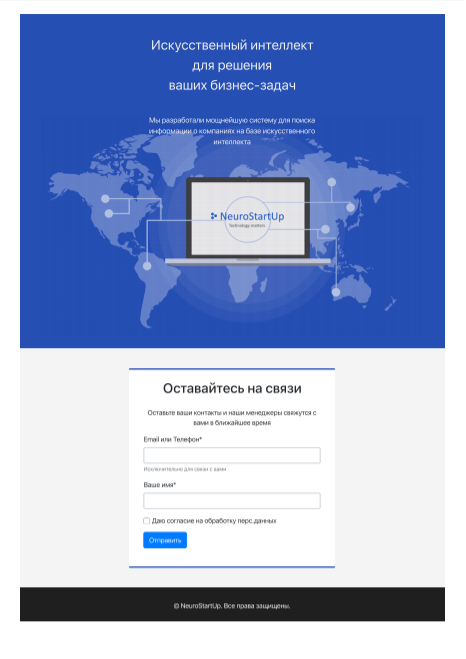 Искусственный интеллект
для решения
ваших бизнес-задач
Мы разработали мощнейшую систему для поиска
информации о компаниях на базе искусственного
интеллекта
NeuroStartUp
Technology matters
Оставайтесь на связи
Оставьте ваши контакты и наши менеджеры свяжутся с
вами в ближайшее время
Email или Телефон*
Исключительно для связи с вами
Ваше имя*
Даю согласие на обработку перс.данных
Отправить
© NeuroStartUp. Все права защищены.